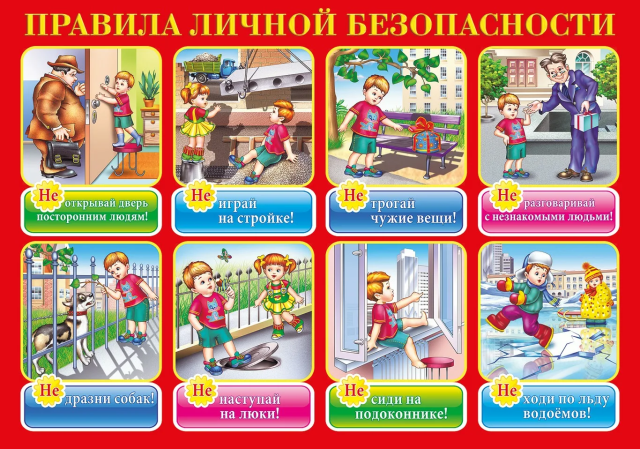 ПРАВИЛА ЛИЧНОЙ БЕЗОПАСНОСТИ
Не открывай дверь
посторонним людям!
Не играй
на стройке!
Не трогай
чужие вещи!
Не разговаривай
с незнакомыми людьми!
Не дразни собак!
Не наступай
на люки!
Не сиди на
подоконнике!
Не ходи по льду
водоёмов!